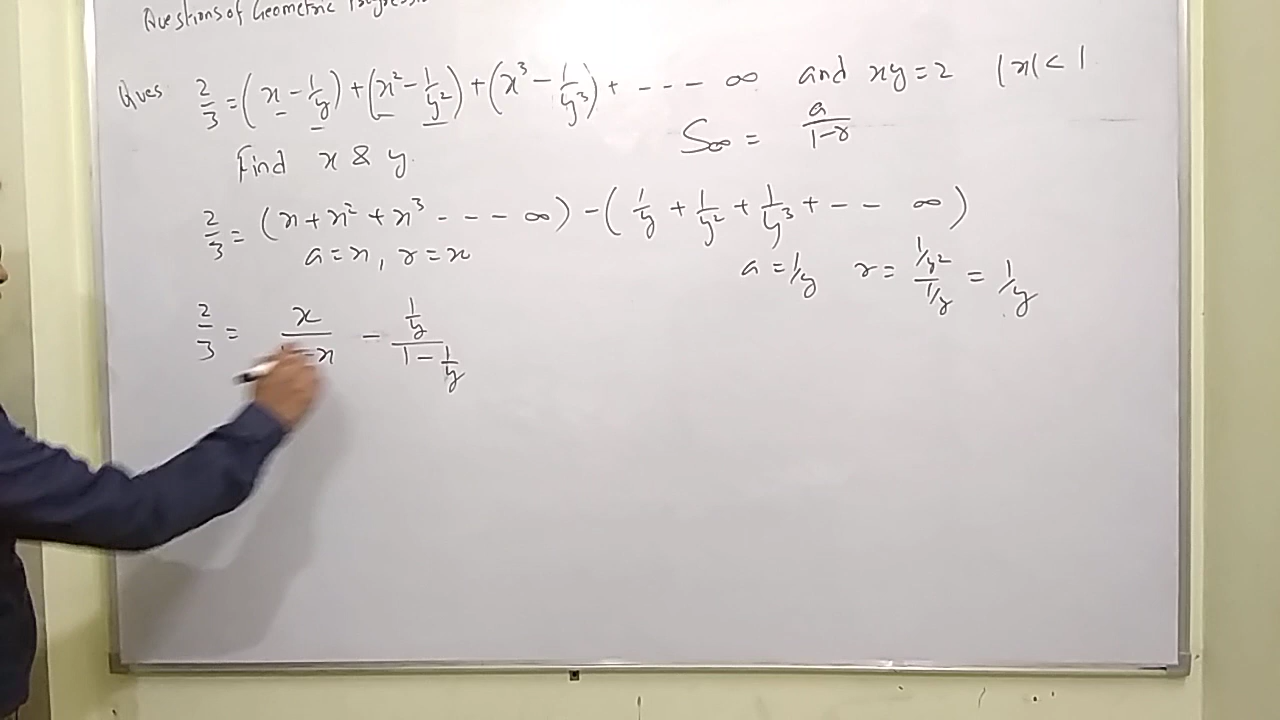 Questions of Geometric Progression
Ques 2/3 = (x - 1/y) + (x² - 1/y²) + (x³ - 1/y³) + - - - ∞ and xy = 2 |x| < 1
Find x & y. S∞ = a/1-r
2/3 = (x + x² + x³ - - - ∞) - (1/y + 1/y² + 1/y³ + - - ∞)
a = x, r = x a = 1/y r = 1/y² / 1/y = 1/y
2/3 = x/1-x - 1/y / 1 - 1/y